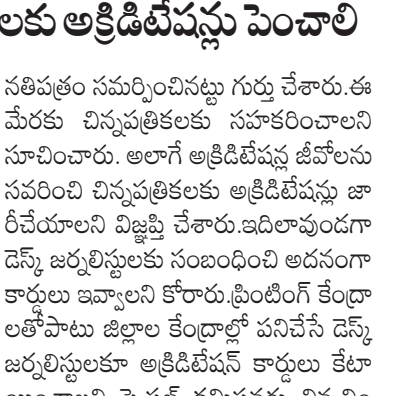 లకు అక్రిడిటేషన్లు పెంచాలి
నతిపత్రం సమర్పించినట్టు గుర్తు చేశారు.ఈ
మేరకు చిన్నపత్రికలకు సహకరించాలని
సూచించారు. అలాగే అక్రిడిటేషన్ల జీవోలను
సవరించి చిన్నపత్రికలకు అక్రిడిటేషన్లు జా
రీచేయాలని విజ్ఞప్తి చేశారు.ఇదిలావుండగా
డెస్క్ జర్నలిస్టులకు సంబంధించి అదనంగా
కార్డులు ఇవ్వాలని కోరారు.ప్రింటింగ్ కేంద్రా
లతోపాటు జిల్లాల కేంద్రాల్లో పనిచేసే డెస్క్
జర్నలిస్టులకూ అక్రిడిటేషన్ కార్డులు కేటా